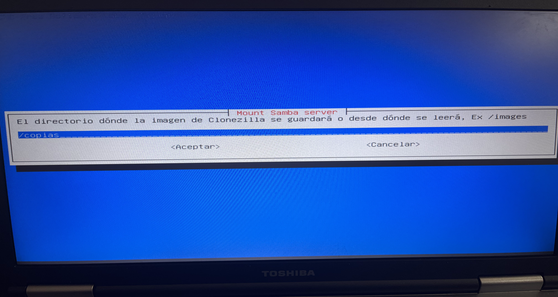 Mount Samba server
El directorio dónde la imagen de Clonezilla se guardará o desde dónde se leerá, Ex /images
/copias
<Aceptar> <Cancelar>
TOSHIBA